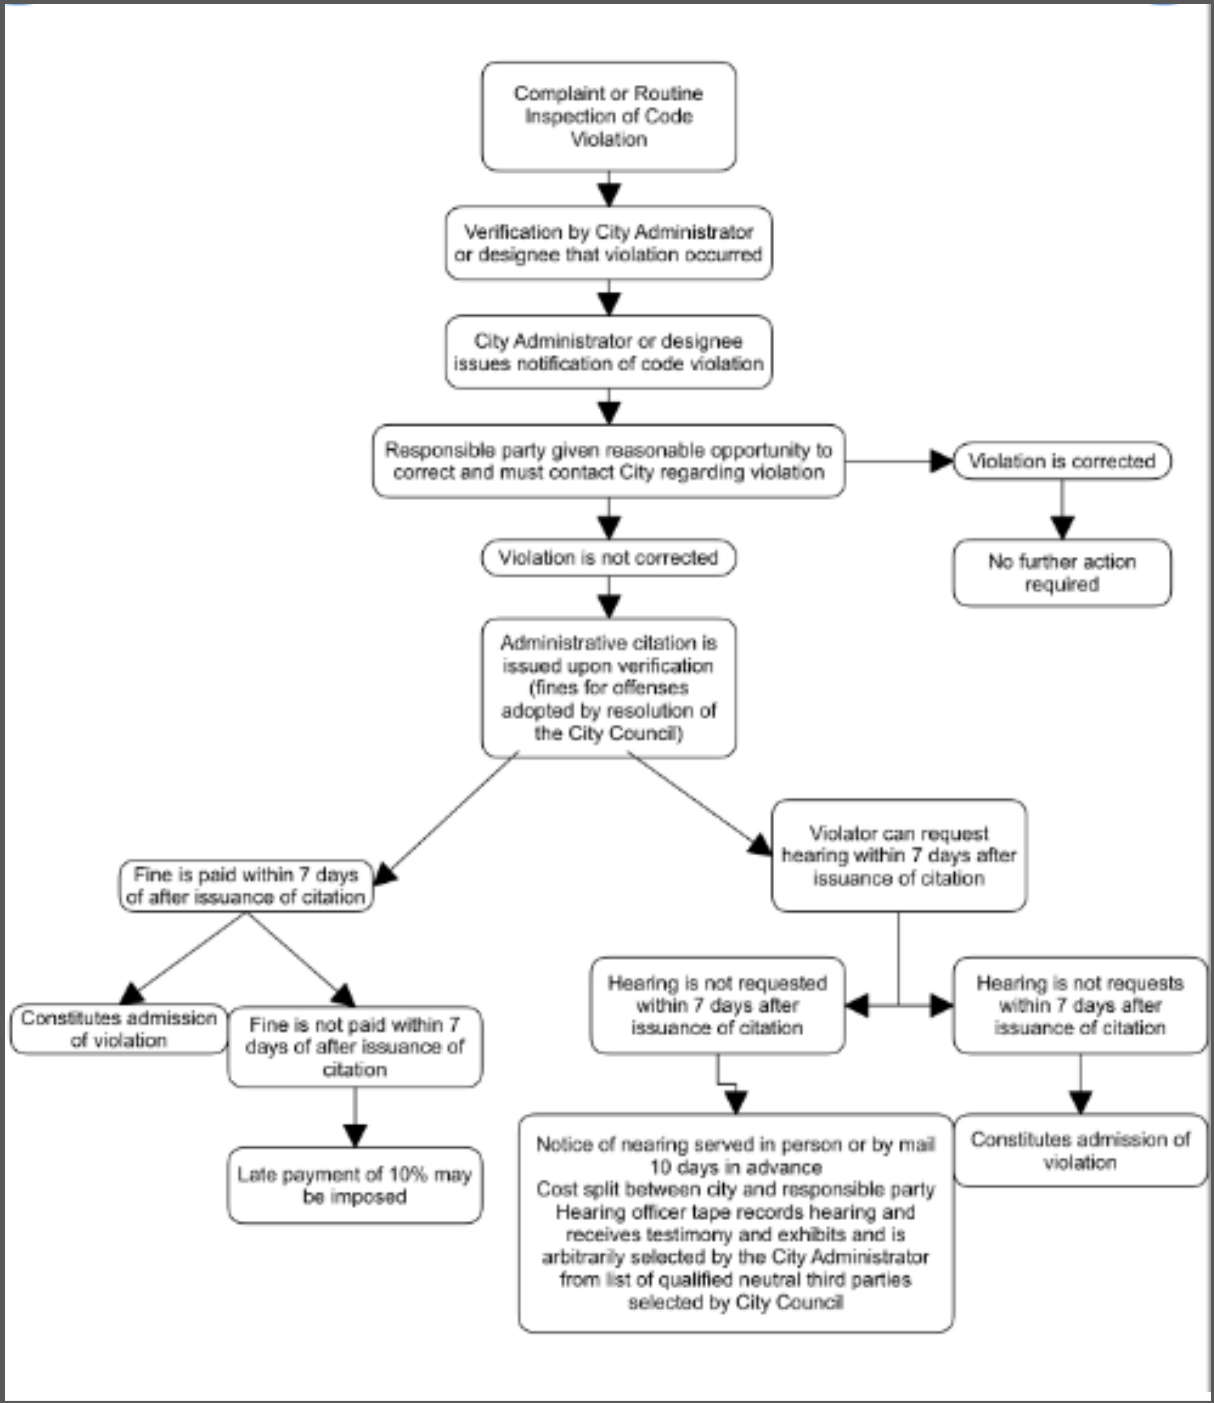 Complaint or Routine
Inspection of Code
Violation
Verification by City Administrator
or designee that violation occurred
City Administrator or designee
issues notification of code violation
Responsible party given reasonable opportunity to
correct and must contact City regarding violation
Violation is corrected
No further action
required
Violation is not corrected
Administrative citation is
issued upon verification
(fines for offenses
adopted by resolution of
the City Council)
Fine is paid within 7 days
of after issuance of citation
Violator can request
hearing within 7 days after
issuance of citation
Constitutes admission
of violation
Fine is not paid within 7
days of after issuance of
citation
Late payment of 10% may
be imposed
Hearing is not requested
within 7 days after
issuance of citation
Hearing is not requests
within 7 days after
issuance of citation
Notice of nearing served in person or by mail
10 days in advance
Cost split between city and responsible party
Hearing officer tape records hearing and
receives testimony and exhibits and is
arbitrarily selected by the City Administrator
from list of qualified neutral third parties
selected by City Council
Constitutes admission of
violation